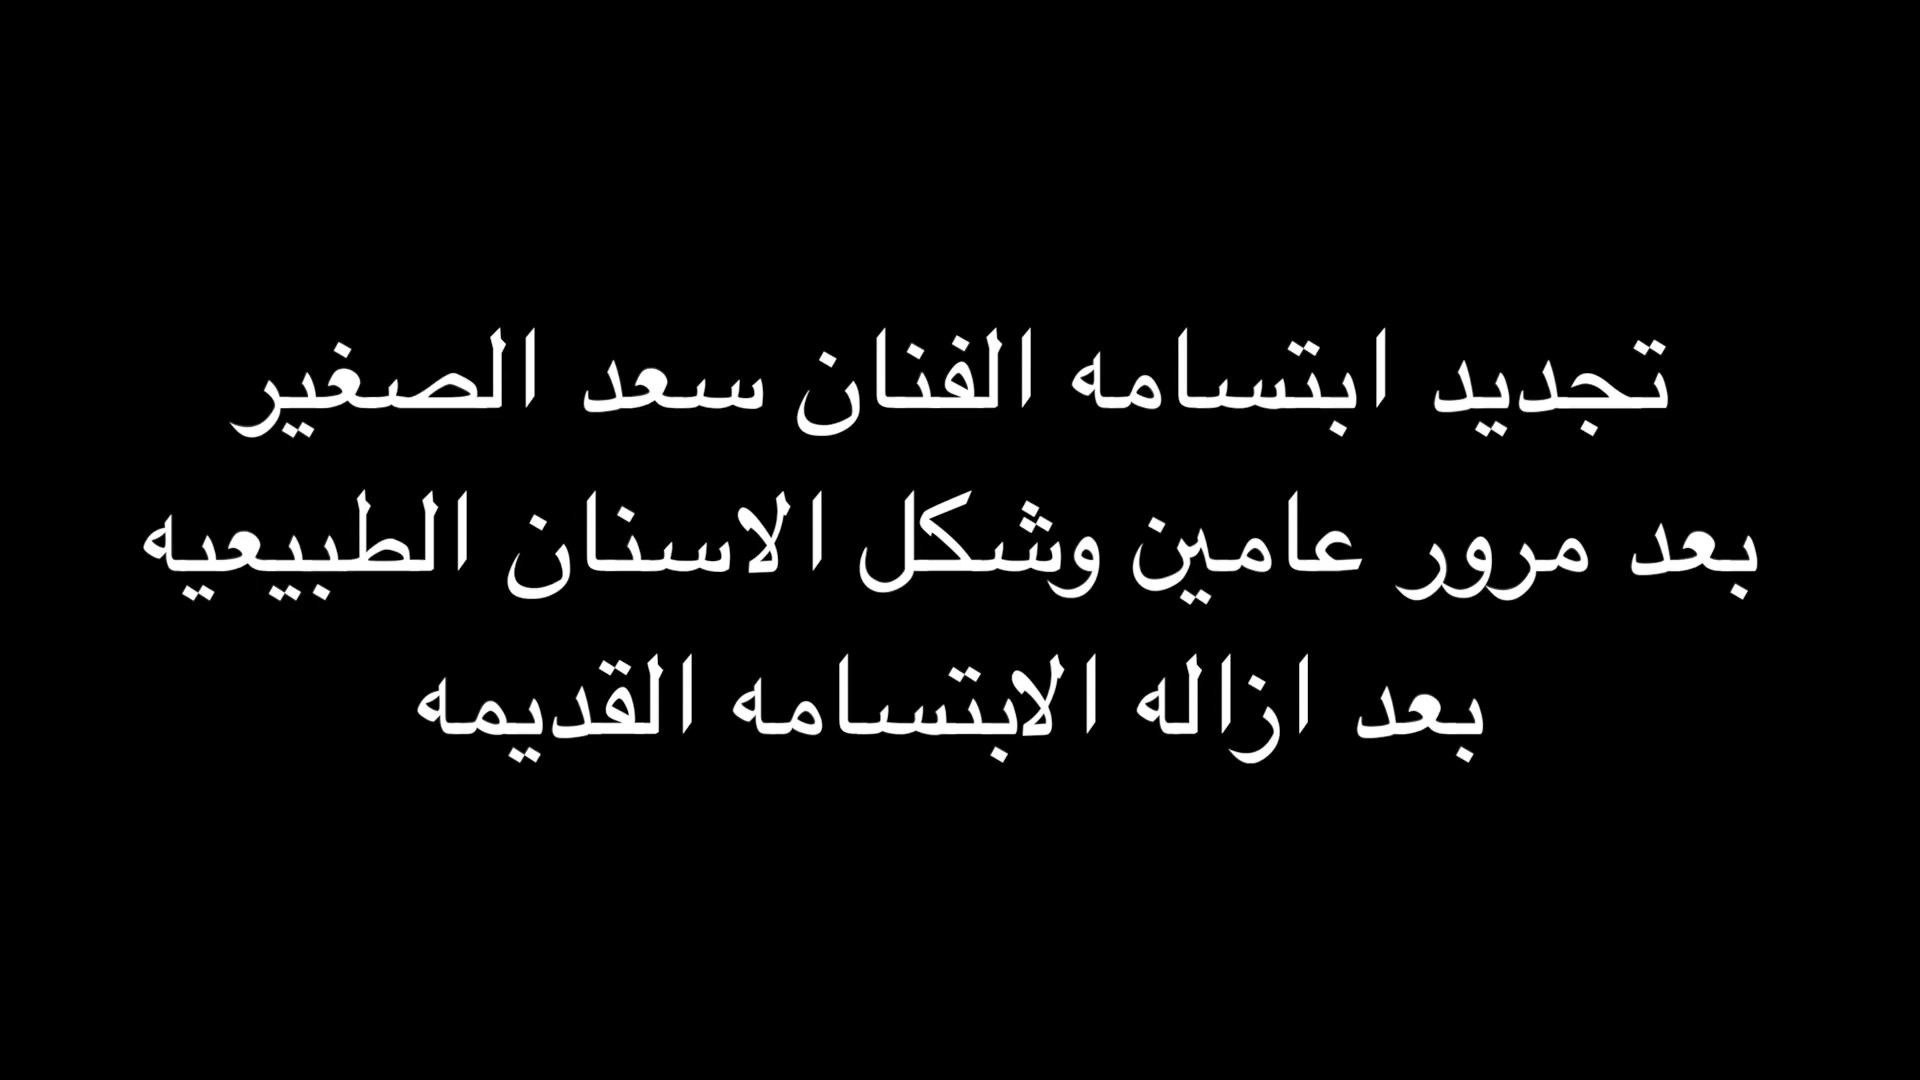 تجديد ابتسامه الفنان سعد الصغير
بعد مرور عامين وشكل الاسنان الطبيعيه
بعد ازاله الابتسامه القديمه